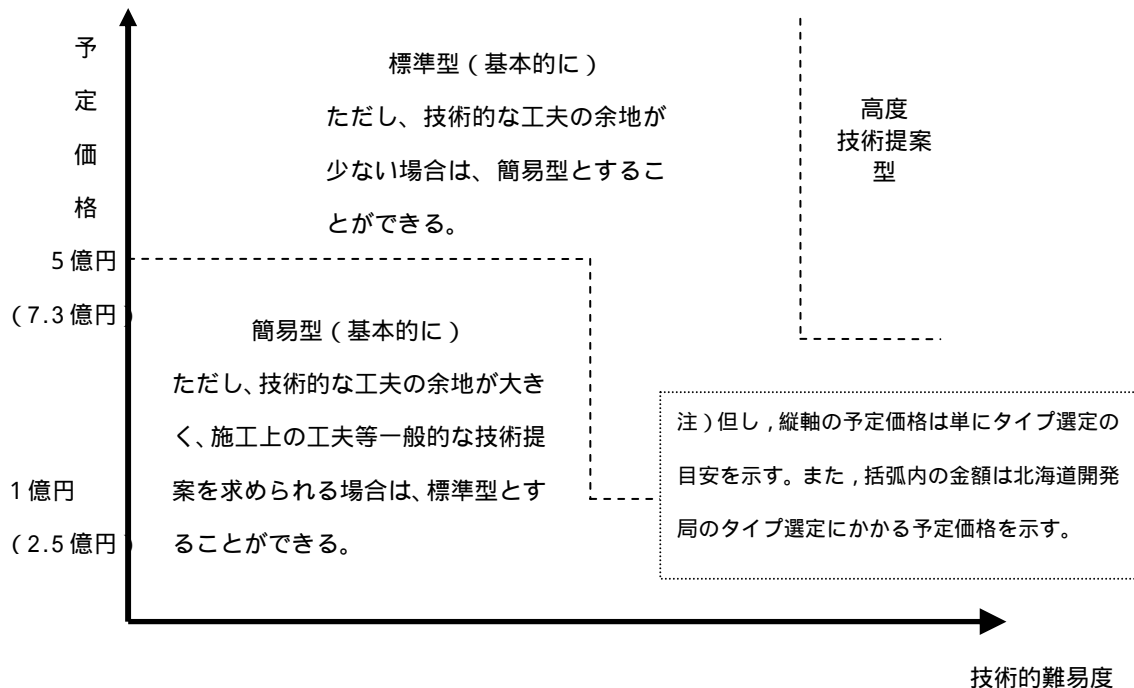 予
定
価
格
5億円
(7.3億円)
1億円
(2.5億円)
標準型(基本的に)
ただし、技術的な工夫の余地が
少ない場合は、簡易型とするこ
とができる。
高度
技術提案
型
簡易型(基本的に)
ただし、技術的な工夫の余地が大き
く、施工上の工夫等一般的な技術提
案を求められる場合は、標準型とす
ることができる。
注)但し,縦軸の予定価格は単にタイプ選定の
目安を示す。また,括弧内の金額は北海道開発
局のタイプ選定にかかる予定価格を示す。
技術的難易度